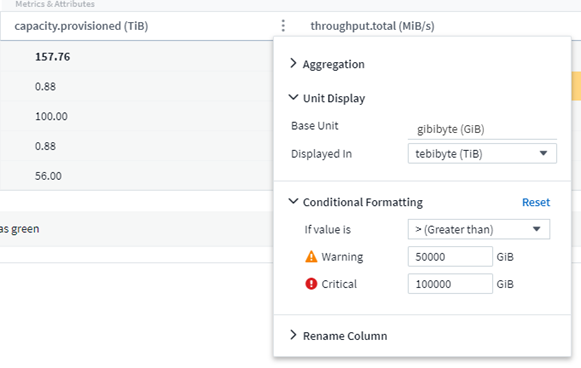 Metrics & Attributes
capacity.provisioned (TiB) throughput.total (MiB/s)
157.76
0.88
100.00
0.88
56.00
as green
Aggregation
Unit Display
Base Unit gibibyte (GiB)
Displayed In tebibyte (TiB)
Conditional Formatting Reset
If value is > (Greater than)
Warning 50000 GiB
Critical 100000 GiB
Rename Column